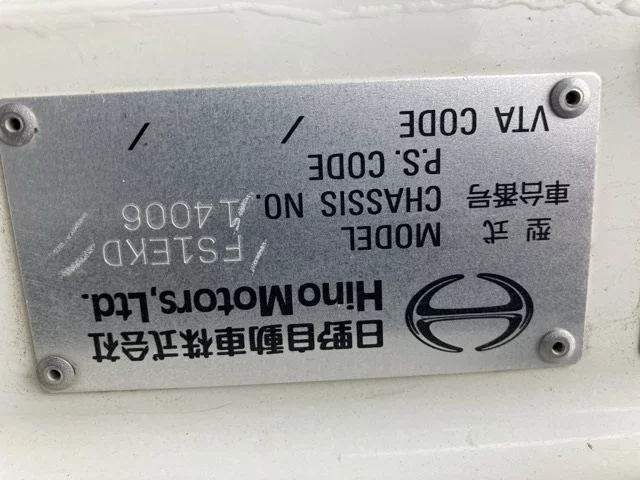 日野自動車株式会社
Hino Motors, Ltd.
型式 MODEL FS1EKD
車台番号 CHASSIS NO. 14006
P.S. CODE
VTA CODE / /